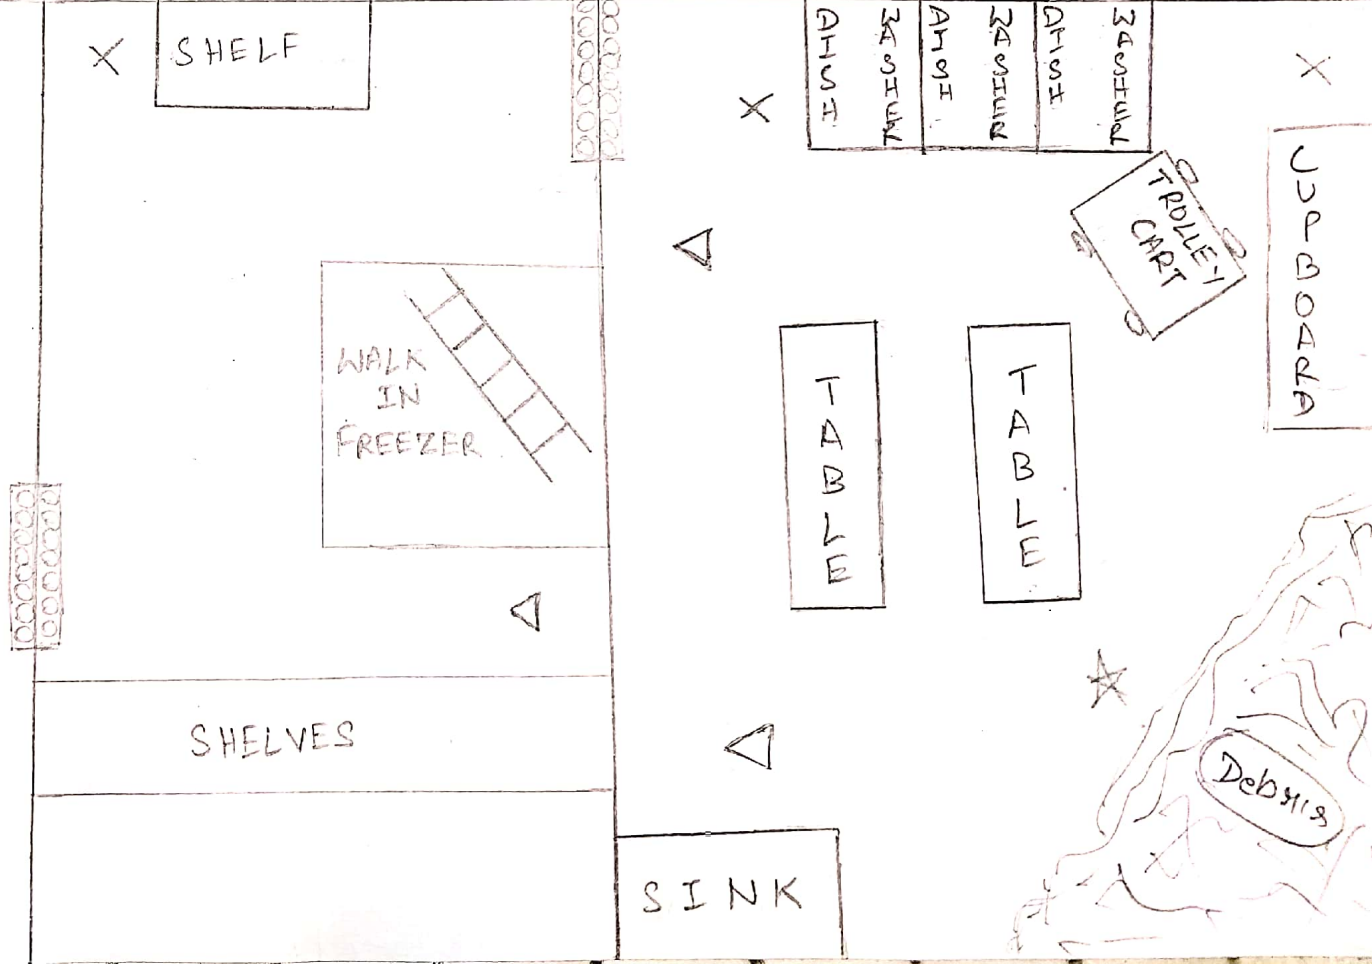 SHELF
DISH
WASHER
DISH
WASHER
DISH
WASHER
TROLLEY
CART
CUPBOARD
WALK
IN
FREEZER
TABLE
TABLE
SHELVES
Debris
SINK